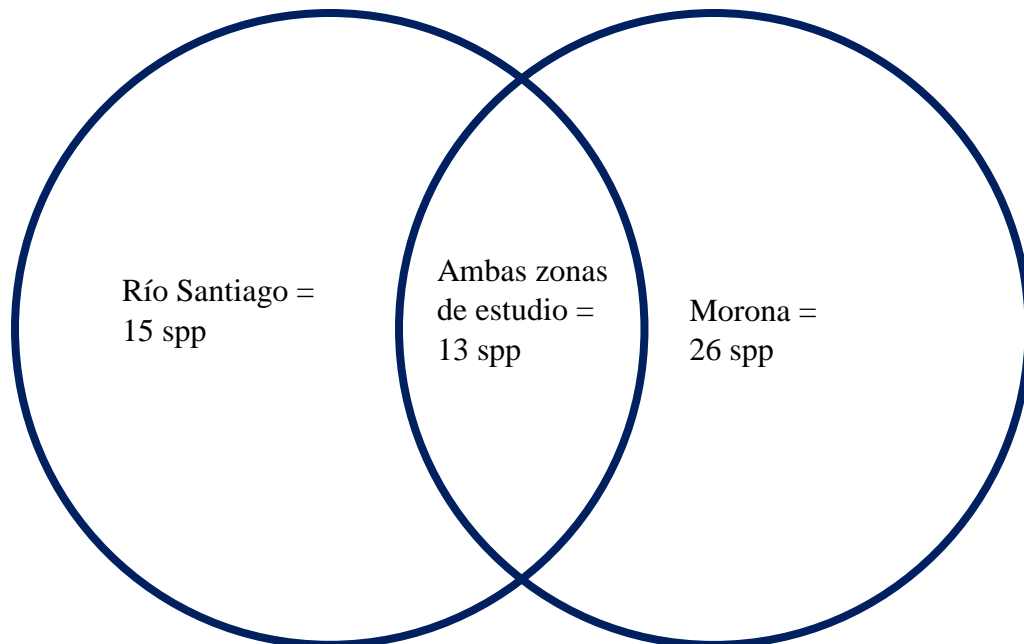 Río Santiago =
15 spp
Ambas zonas
de estudio =
13 spp
Morona =
26 spp